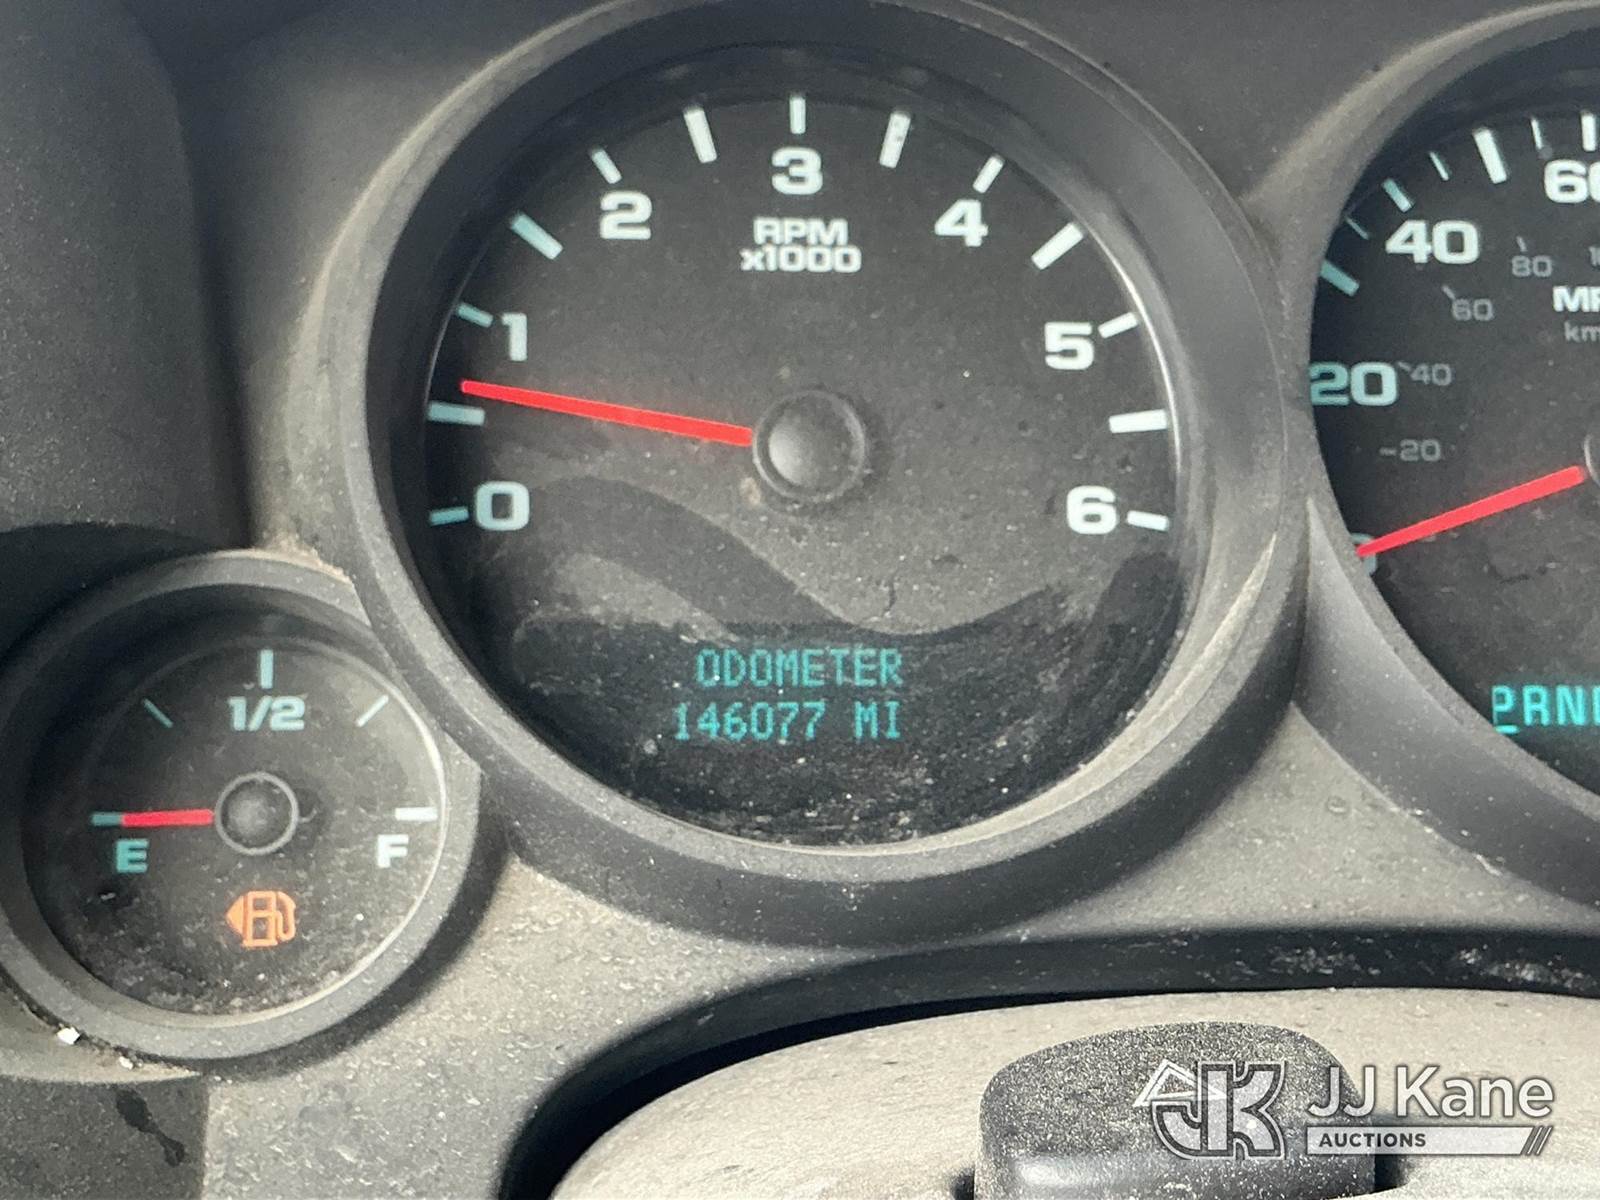 0 1 2 3 4 5 6
RPM
x1000
ODOMETER
146077 MI
1/2
E F
20 40
20 40 60 80
JJ Kane
AUCTIONS